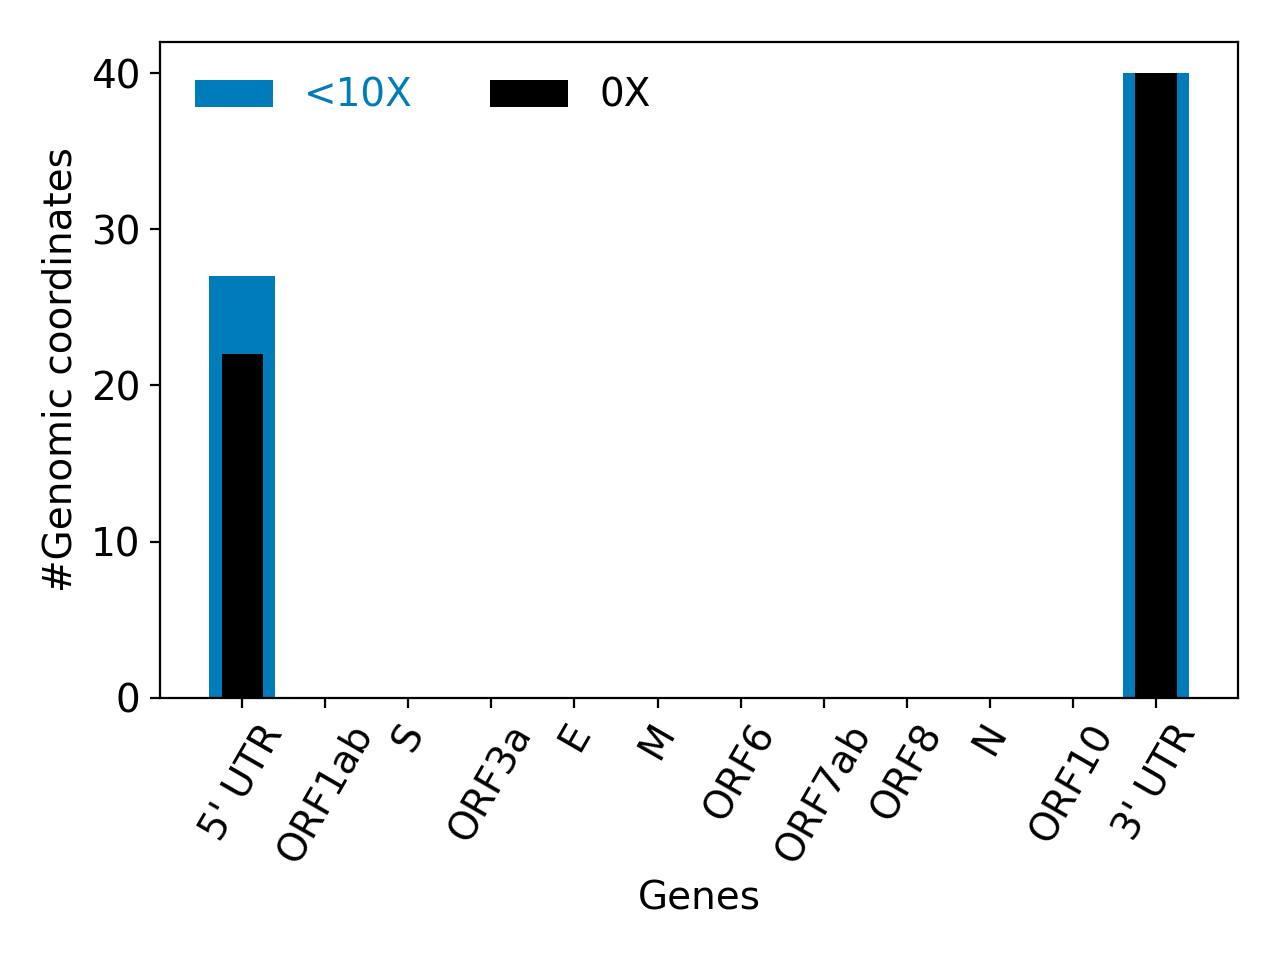 <10X 0X
#Genomic coordinates
40
30
20
10
0
5' UTR
ORF1ab
S
ORF3a
E
M
ORF6
ORF7ab
ORF8
N
ORF10
3' UTR
Genes